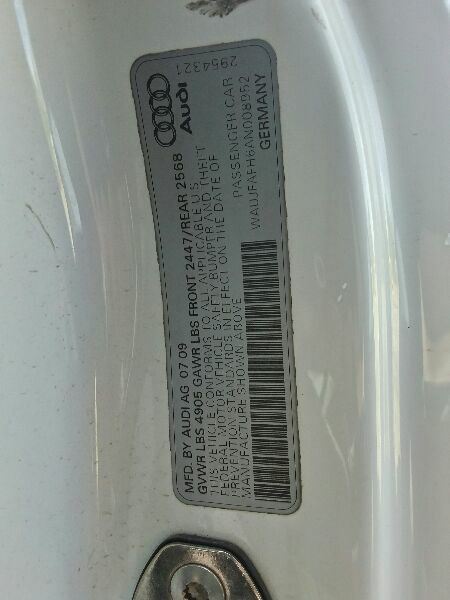 MFD. BY AUDI AG 07 09
GVWR LBS 4905 GAWR LBS FRONT 2447/REAR 2568
THIS VEHICLE CONFORMS TO ALL APPLICABLE U S
FEDERAL MOTOR VEHICLE SAFETY BUMPER AND THEFT
PREVENTION STANDARDS IN EFFECT ON THE DATE OF
MANUFACTURE SHOWN ABOVE
PASSENGER CAR
WAUJFAFH6AN008952
GERMANY
Audi
2954321